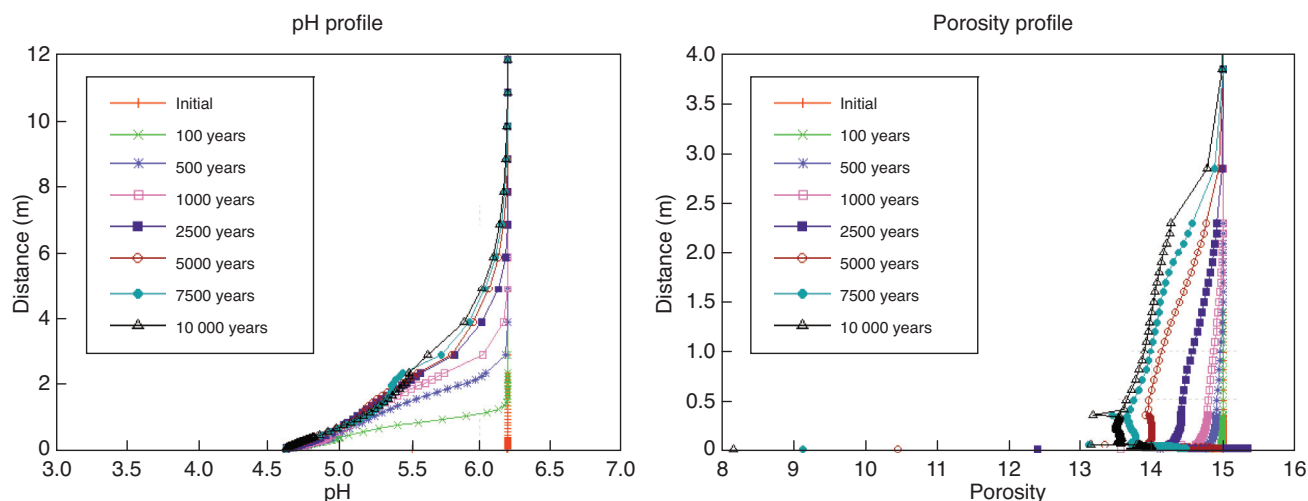 pH profile
12
10
8
6
4
2
0
Distance (m)
Initial
100 years
500 years
1000 years
2500 years
5000 years
7500 years
10 000 years
3.0 4.0 4.5 5.0 5.5 6.0 6.5 7.0
pH
Porosity profile
4.0
3.5
3.0
2.5
2.0
1.5
1.0
0.5
0
Distance (m)
Initial
100 years
500 years
1000 years
2500 years
5000 years
7500 years
10 000 years
8 9 10 11 12 13 14 15 16
Porosity